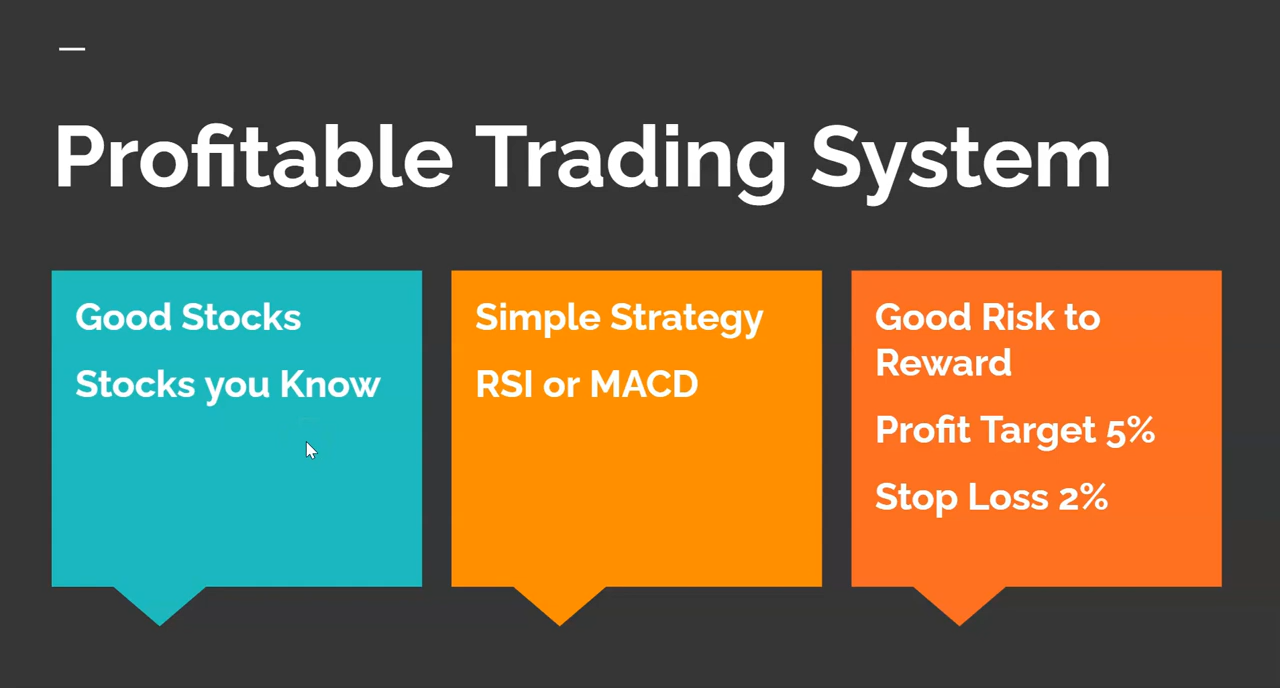 Profitable Trading System
Good Stocks
Stocks you Know
Simple Strategy
RSI or MACD
Good Risk to
Reward
Profit Target 5%
Stop Loss 2%